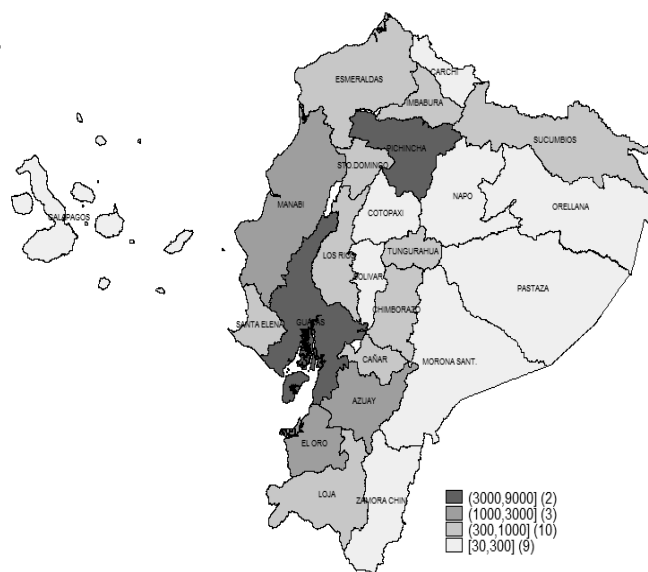 ESMERALDAS
CARCHI
IMBABURA
SUCUMBIOS
PICHINCHA
STO.DOMINGO
NAPO
ORELLANA
MANABI
COTOPAXI
GALAPAGOS
TUNGURAHUA
LOS RIOS
BOLIVAR
PASTAZA
CHIMBORAZO
SANTA ELENA
GUAYAS
CAÑAR
MORONA SANT.
AZUAY
EL ORO
LOJA
ZAMORA CHIN.
(3000,9000] (2)
(1000,3000] (3)
(300,1000] (10)
[30,300] (9)